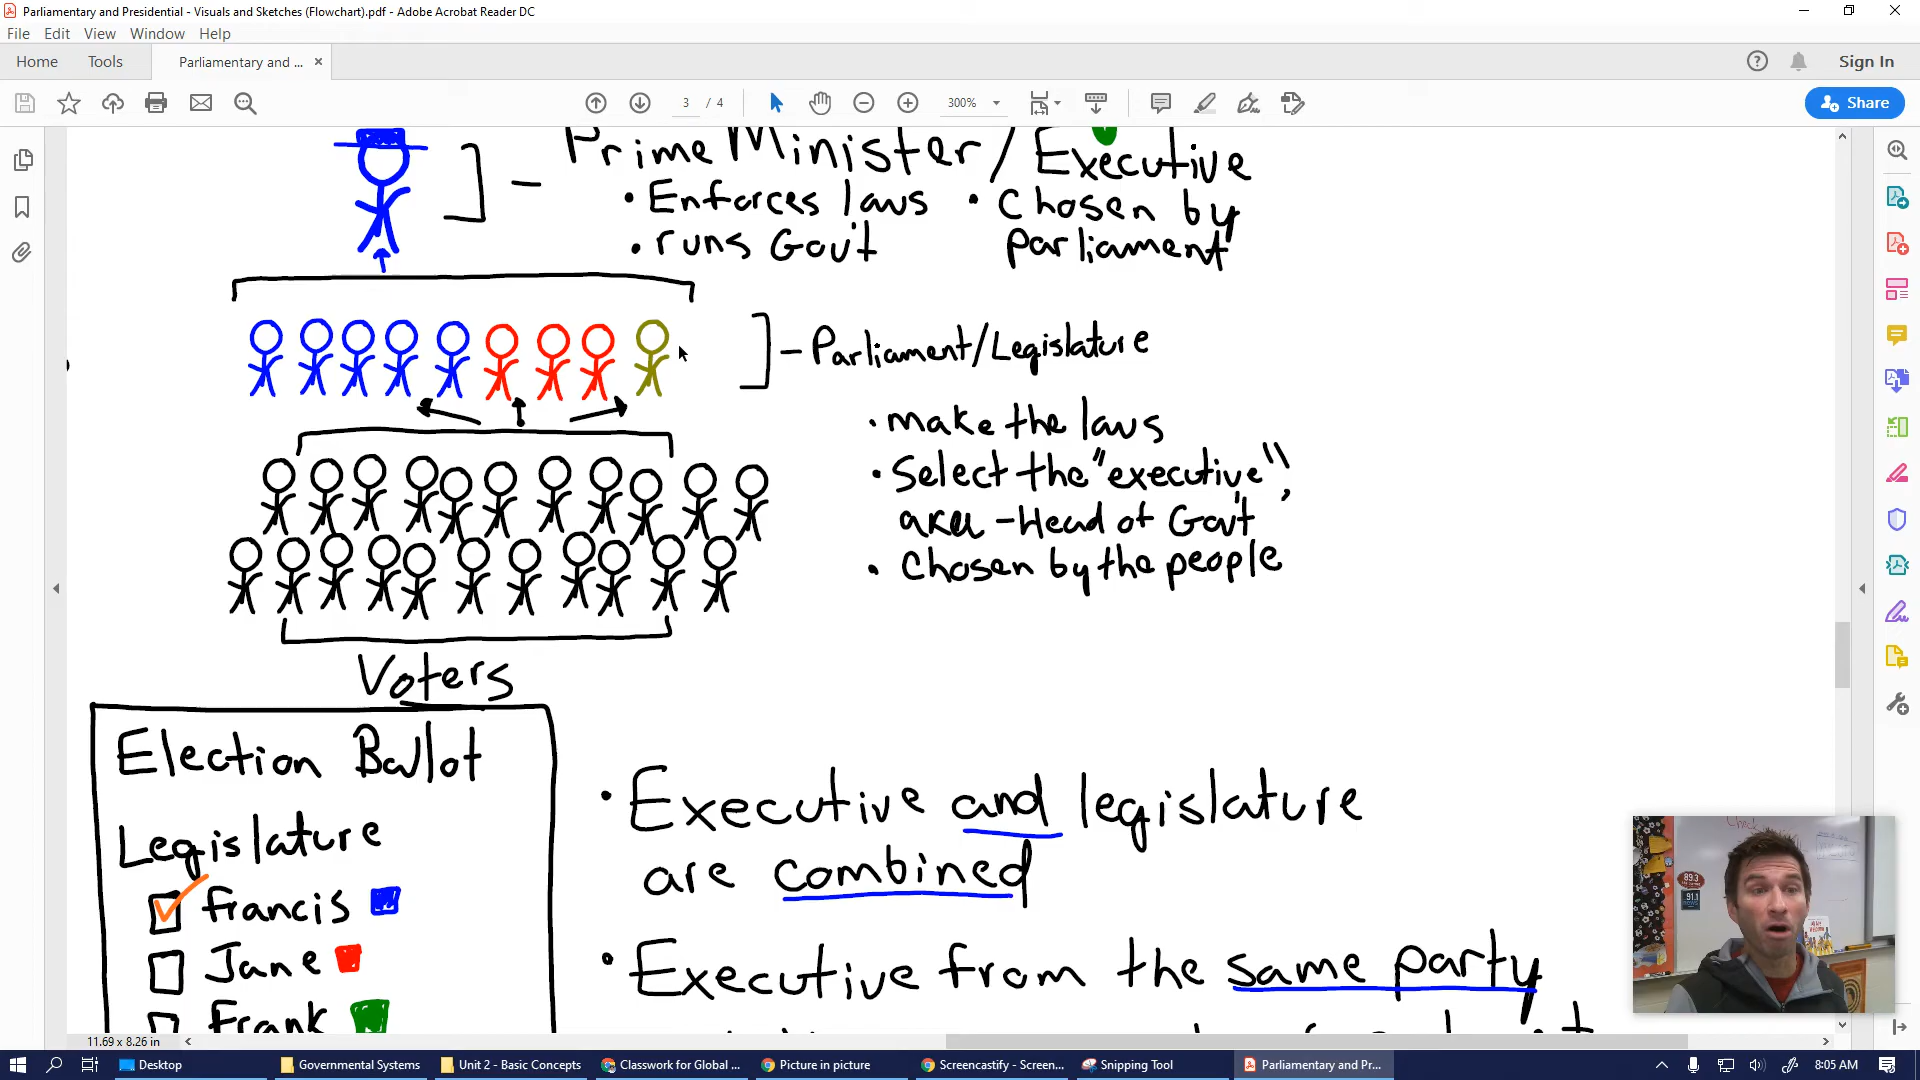 Parliamentary and Presidential - Visuals and Sketches (Flowchart).pdf - Adobe Acrobat Reader DC
File Edit View Window Help
Home Tools Parliamentary and ... × Sign In
3 / 4 300% Share
Prime Minister/Executive
• Enforces laws • Chosen by
• runs Gov't parliament
- Parliament/Legislature
• make the laws
• Select the "executive",
aka - Head of Gov't
• Chosen by the people
Voters
Election Ballot
Legislature
Francis
Jane
Frank
• Executive and legislature
are combined
• Executive from the same party
11.69 x 8.26 in
89.3
91.1
Desktop Governmental Systems Unit 2 - Basic Concepts Classwork for Global ... Picture in picture Screencastify - Screen... Snipping Tool Parliamentary and Pr... 8:05 AM